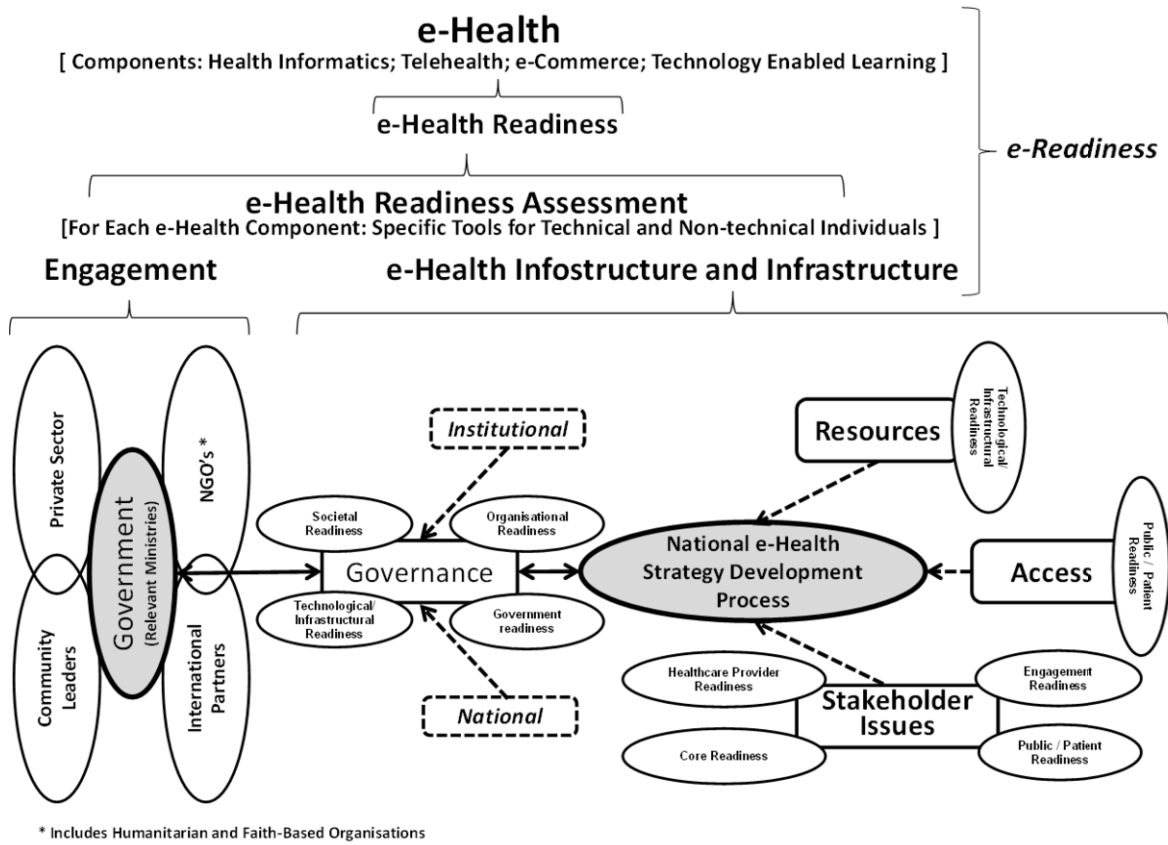 e-Health
[ Components: Health Informatics; Telehealth; e-Commerce; Technology Enabled Learning ]
e-Health Readiness
e-Readiness
e-Health Readiness Assessment
[For Each e-Health Component: Specific Tools for Technical and Non-technical Individuals ]
Engagement
e-Health Infostructure and Infrastructure
Private Sector
NGO's *
Government
(Relevant Ministries)
Community
Leaders
International
Partners
Institutional
Societal
Readiness
Organisational
Readiness
Governance
Technological/
Infrastructural
Readiness
Government
readiness
National
National e-Health
Strategy Development
Process
Resources
Technological/
Infrastructural
Readiness
Access
Public / Patient
Readiness
Healthcare Provider
Readiness
Engagement
Readiness
Stakeholder
Issues
Core Readiness
Public / Patient
Readiness
* Includes Humanitarian and Faith-Based Organisations